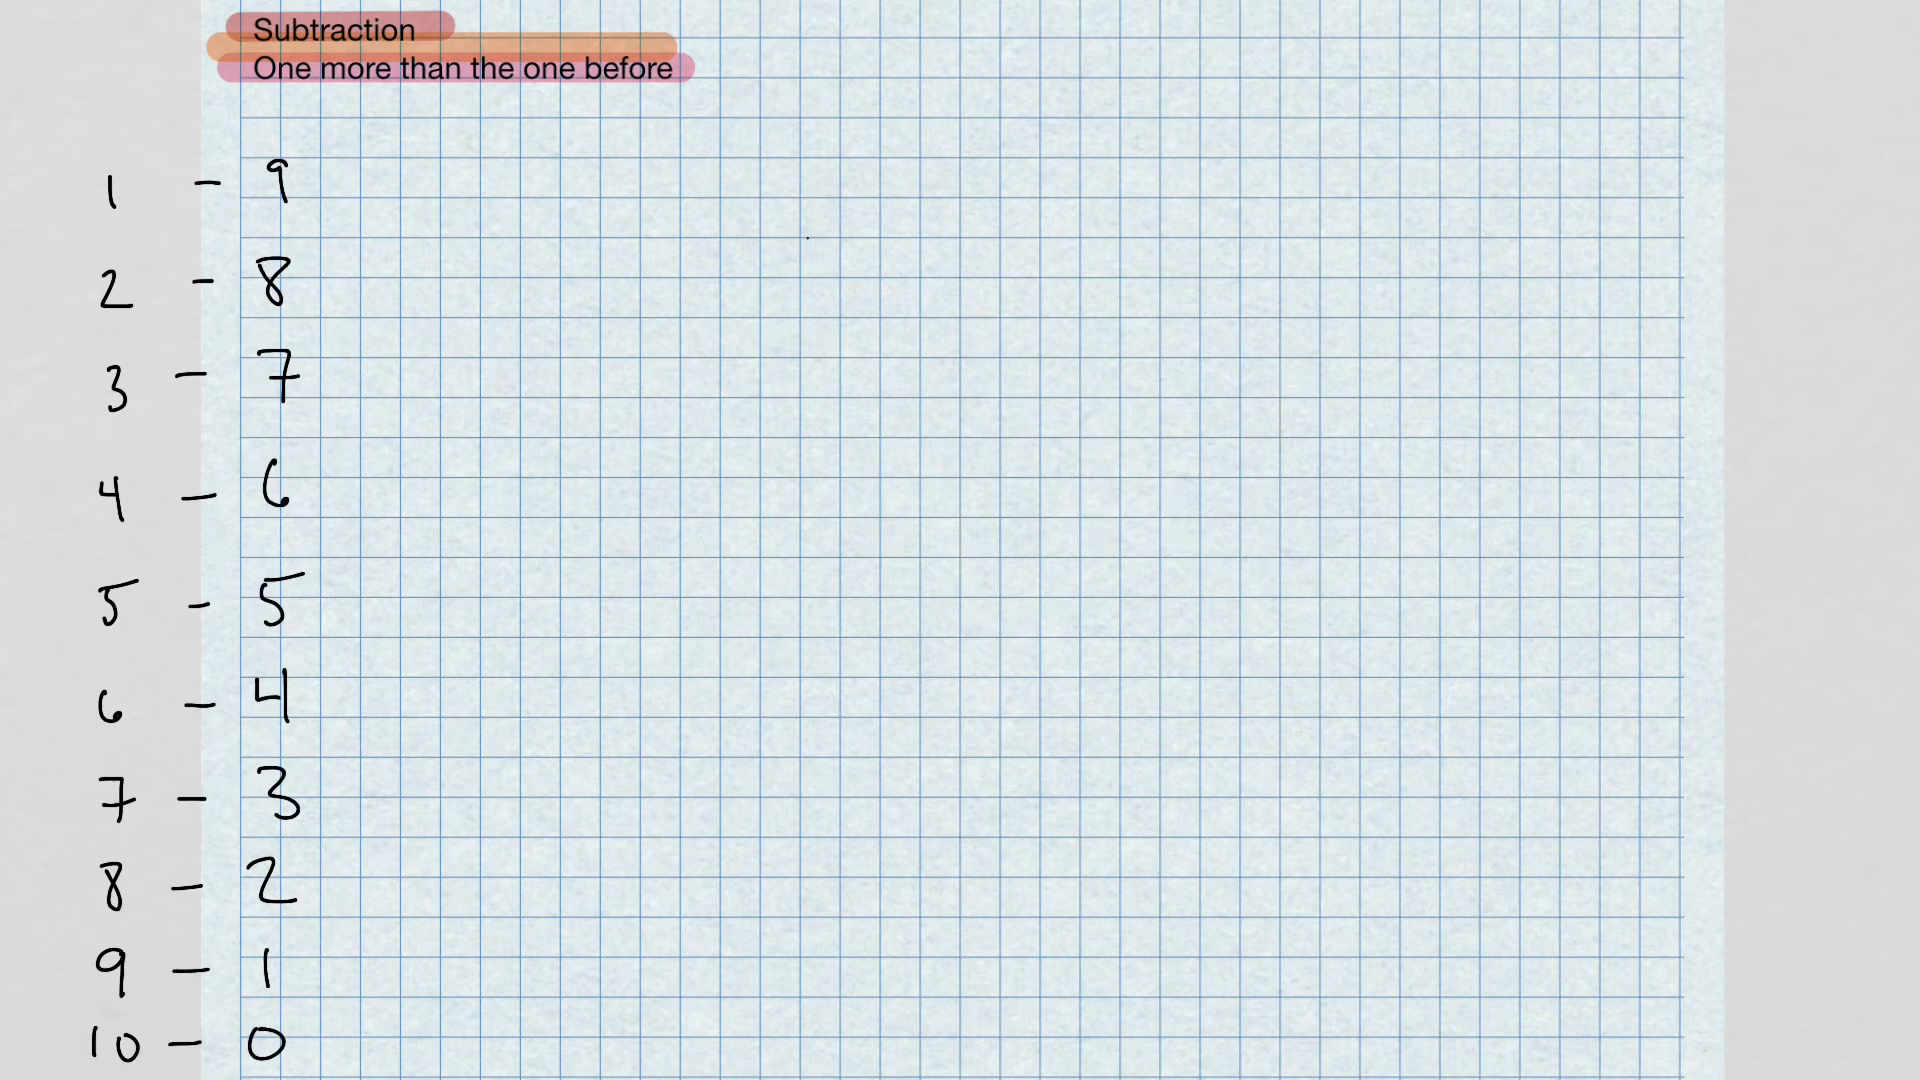 Subtraction
One more than the one before
1 - 9
2 - 8
3 - 7
4 - 6
5 - 5
6 - 4
7 - 3
8 - 2
9 - 1
10 - 0